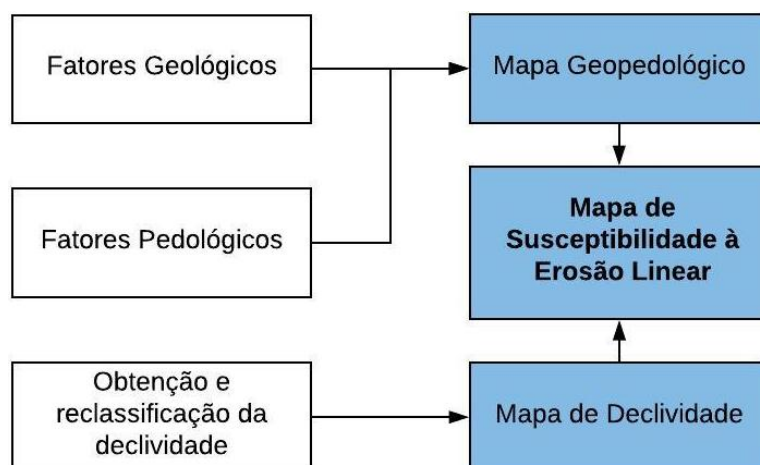 Fatores Geológicos
Mapa Geopedológico
Fatores Pedológicos
Mapa de
Susceptibilidade à
Erosão Linear
Obtenção e
reclassificação da
declividade
Mapa de Declividade